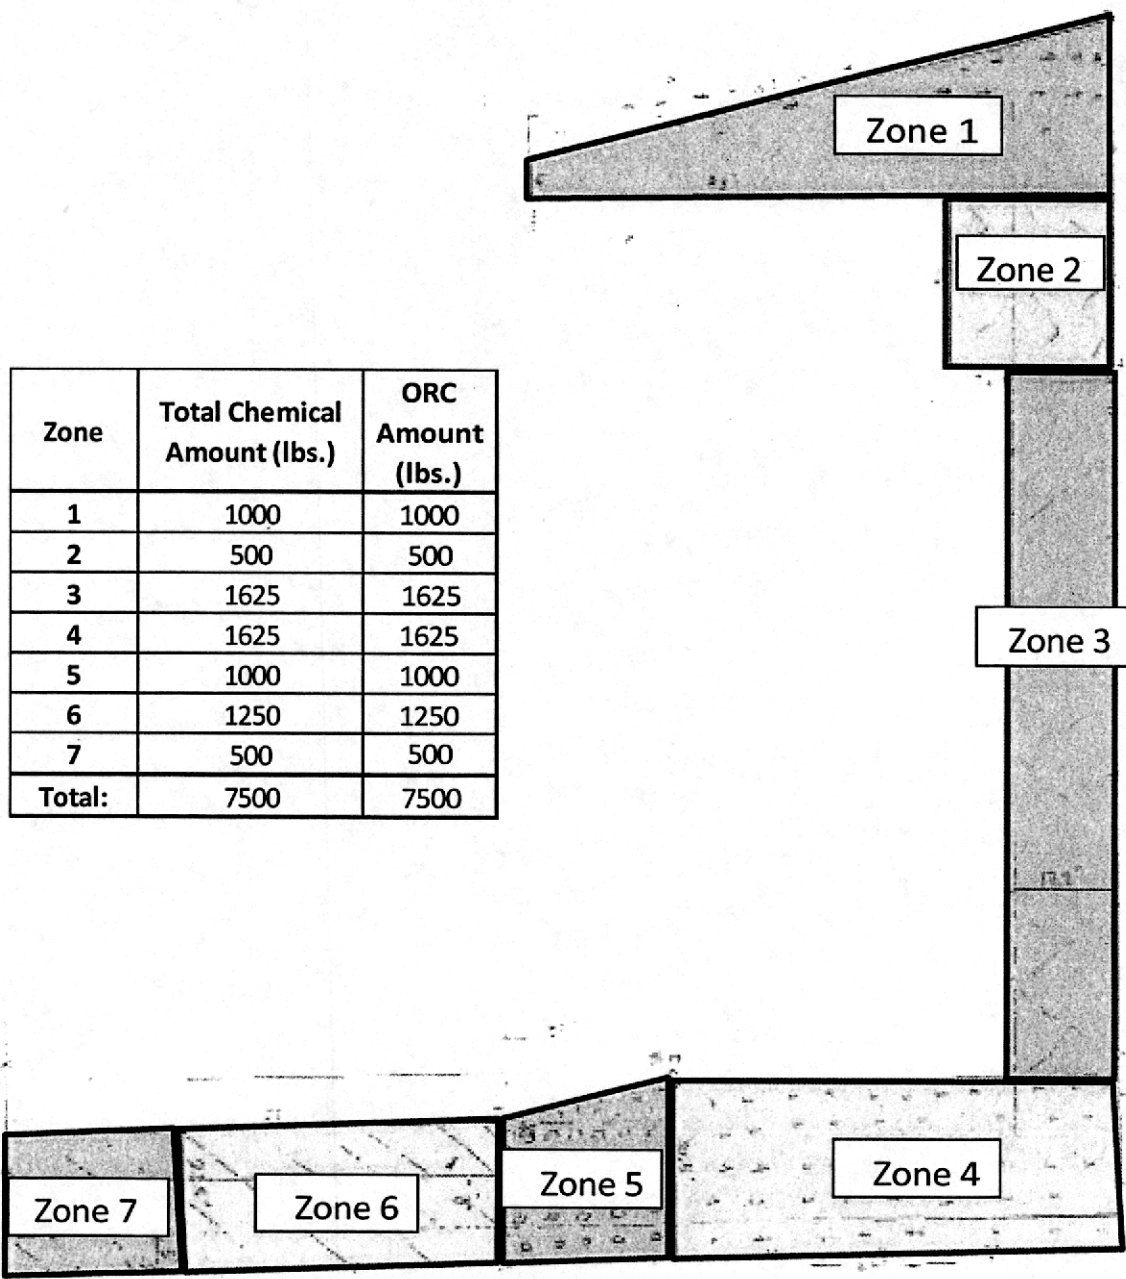 Zone 1
Zone 2
Zone Total Chemical Amount (lbs.) ORC Amount (lbs.)
1 1000 1000
2 500 500
3 1625 1625
4 1625 1625
5 1000 1000
6 1250 1250
7 500 500
Total: 7500 7500
Zone 3
Zone 4
Zone 5
Zone 6
Zone 7